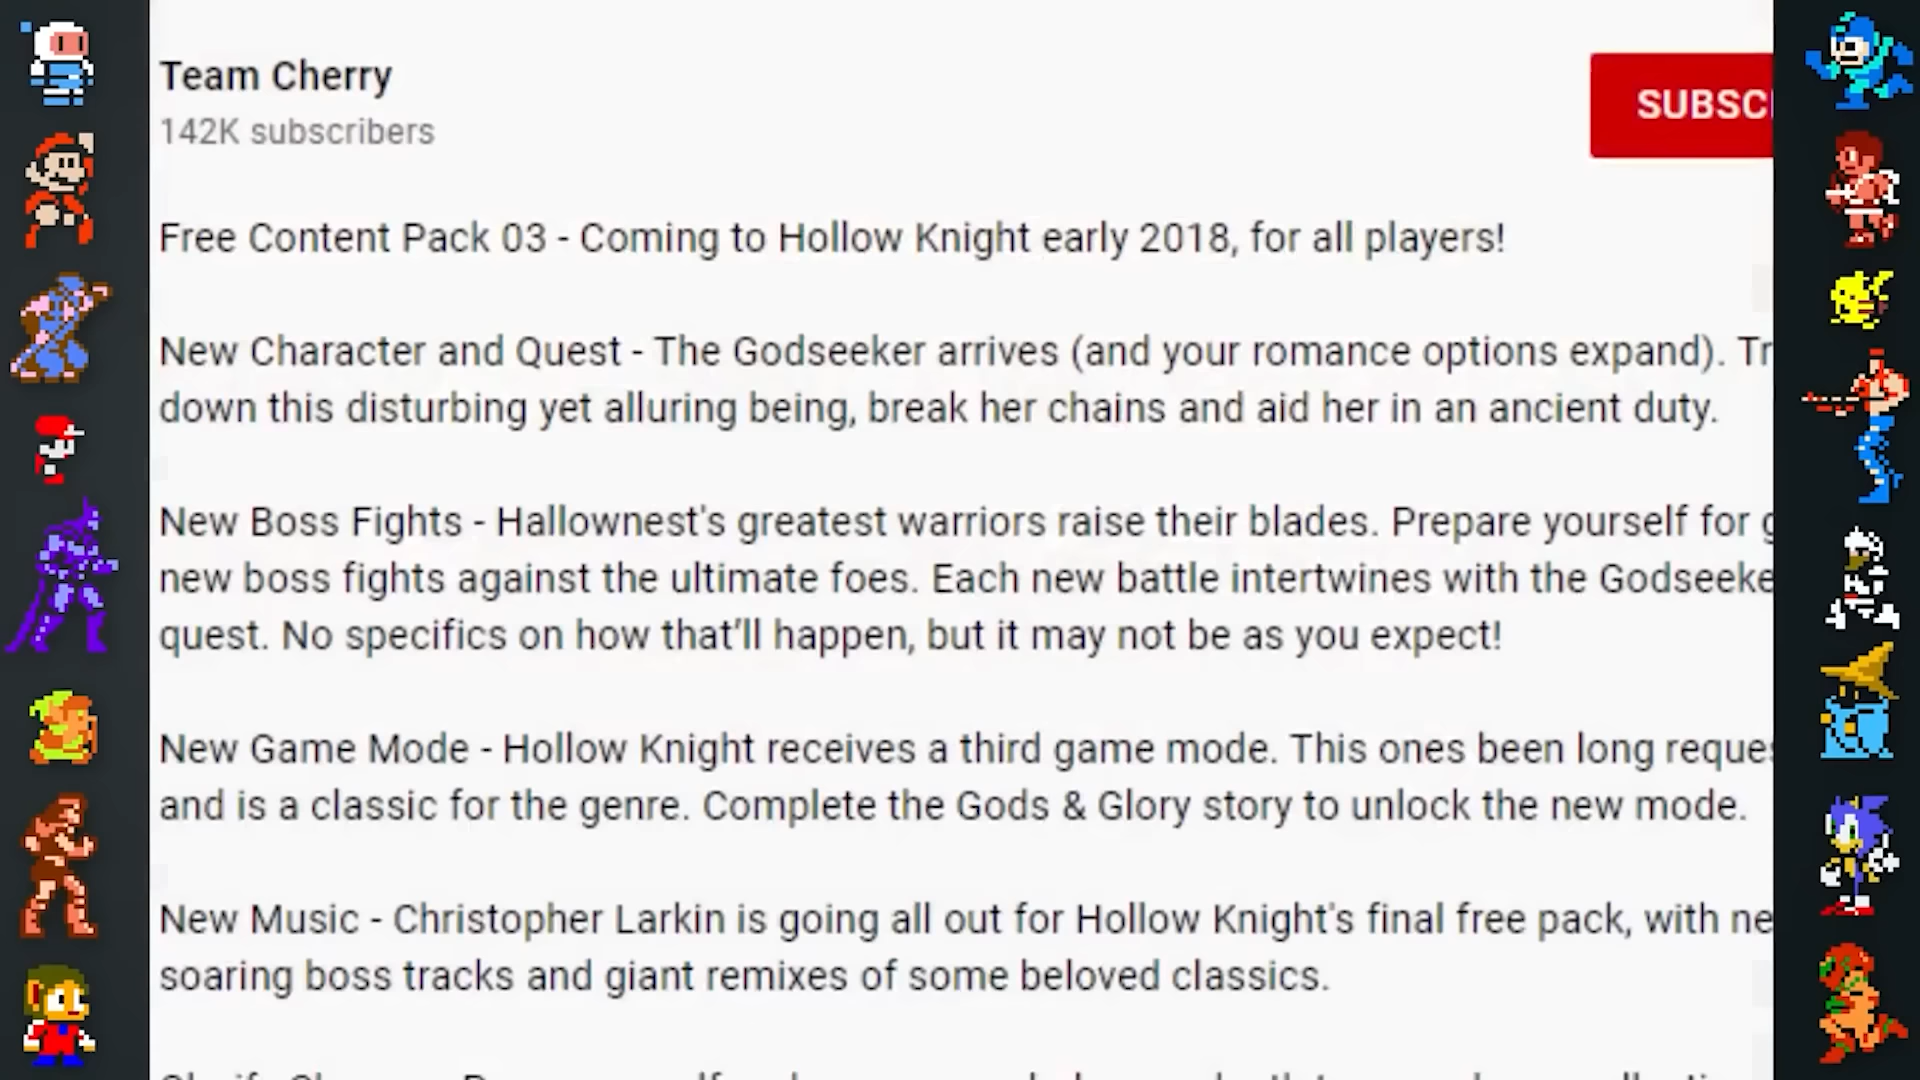 Team Cherry
142K subscribers
SUBSC
Free Content Pack 03 - Coming to Hollow Knight early 2018, for all players!
New Character and Quest - The Godseeker arrives (and your romance options expand). Tr
down this disturbing yet alluring being, break her chains and aid her in an ancient duty.
New Boss Fights - Hallownest's greatest warriors raise their blades. Prepare yourself for g
new boss fights against the ultimate foes. Each new battle intertwines with the Godseeke
quest. No specifics on how that’ll happen, but it may not be as you expect!
New Game Mode - Hollow Knight receives a third game mode. This ones been long reques
and is a classic for the genre. Complete the Gods & Glory story to unlock the new mode.
New Music - Christopher Larkin is going all out for Hollow Knight's final free pack, with ne
soaring boss tracks and giant remixes of some beloved classics.